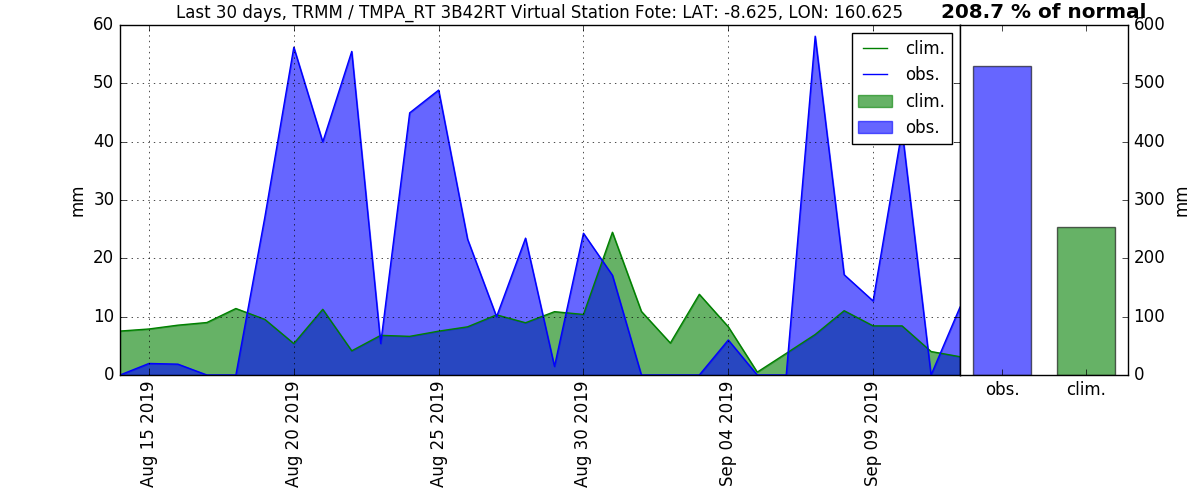 Last 30 days, TRMM / TMPA_RT 3B42RT Virtual Station Fote: LAT: -8.625, LON: 160.625
208.7 % of normal
60
50
40
30
20
10
0
mm
clim.
obs.
clim.
obs.
600
500
400
300
200
100
0
mm
Aug 15 2019
Aug 20 2019
Aug 25 2019
Aug 30 2019
Sep 04 2019
Sep 09 2019
obs.
clim.